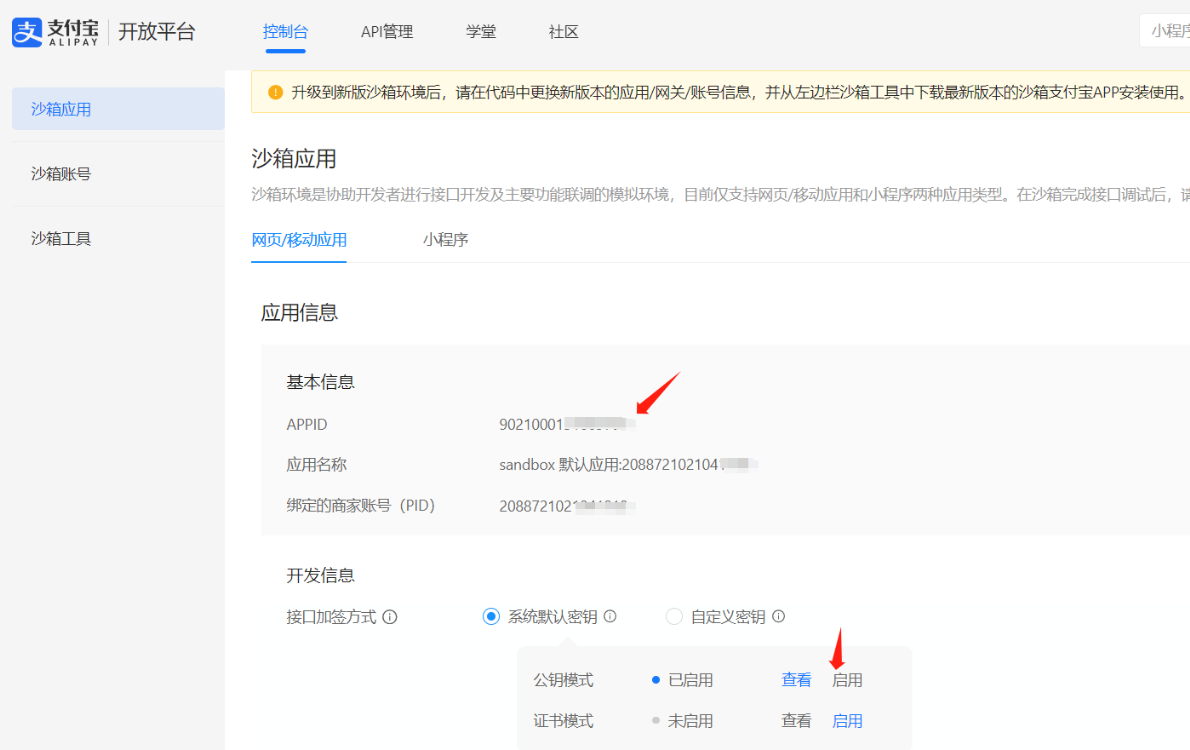 支付宝 ALIPAY 开放平台 控制台 API管理 学堂 社区 小程序
升级到新版沙箱环境后，请在代码中更换新版本的应用/网关/账号信息，并从左边栏沙箱工具中下载最新版本的沙箱支付宝APP安装使用。
沙箱应用
沙箱账号
沙箱工具
沙箱应用
沙箱环境是协助开发者进行接口开发及主要功能联调的模拟环境，目前仅支持网页/移动应用和小程序两种应用类型。在沙箱完成接口调试后，请
网页/移动应用 小程序
应用信息
基本信息
APPID 90210001
应用名称 sandbox 默认应用:208872102104
绑定的商家账号（PID） 2088721021
开发信息
接口加签方式 系统默认密钥 自定义密钥
公钥模式 已启用 查看 启用
证书模式 未启用 查看 启用